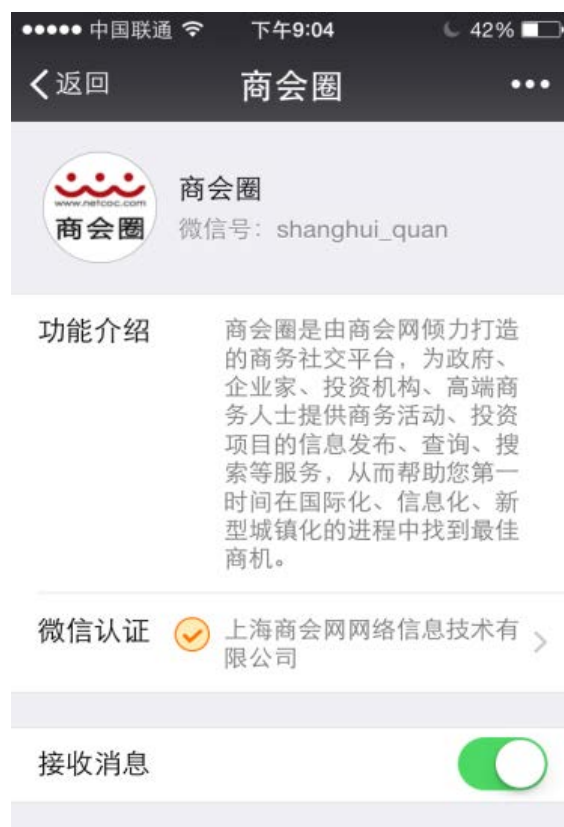 中国联通 下午9:04 42%
返回 商会圈
www.netcoc.com
商会圈
商会圈
微信号：shanghui_quan
功能介绍
商会圈是由商会网倾力打造
的商务社交平台，为政府、
企业家、投资机构、高端商
务人士提供商务活动、投资
项目的信息发布、查询、搜
索等服务，从而帮助您第一
时间在国际化、信息化、新
型城镇化的进程中找到最佳
商机。
微信认证
上海商会网网络信息技术有
限公司
接收消息